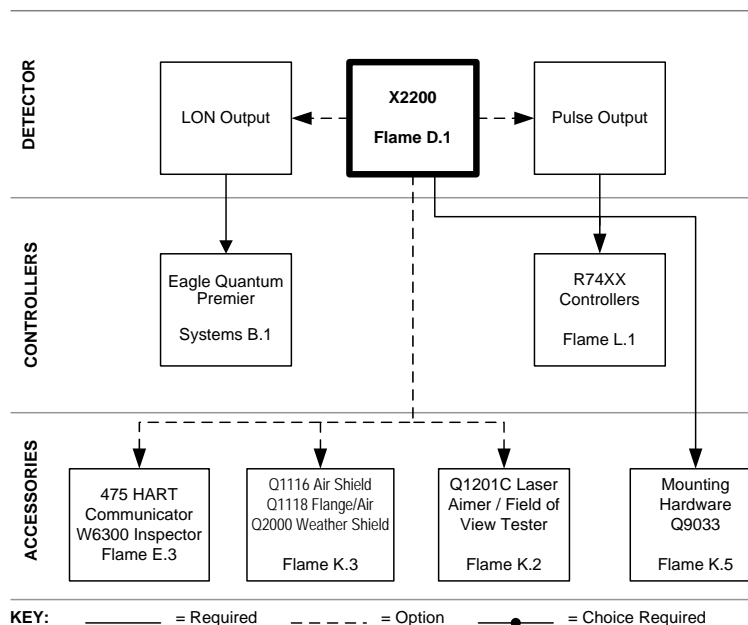 DETECTOR
LON Output
X2200
Flame D.1
Pulse Output
CONTROLLERS
Eagle Quantum
Premier
Systems B.1
R74XX
Controllers
Flame L.1
ACCESSORIES
475 HART
Communicator
W6300 Inspector
Flame E.3
Q1116 Air Shield
Q1118 Flange/Air
Q2000 Weather Shield
Flame K.3
Q1201C Laser
Aimer / Field of
View Tester
Flame K.2
Mounting
Hardware
Q9033
Flame K.5
KEY: = Required = Option = Choice Required